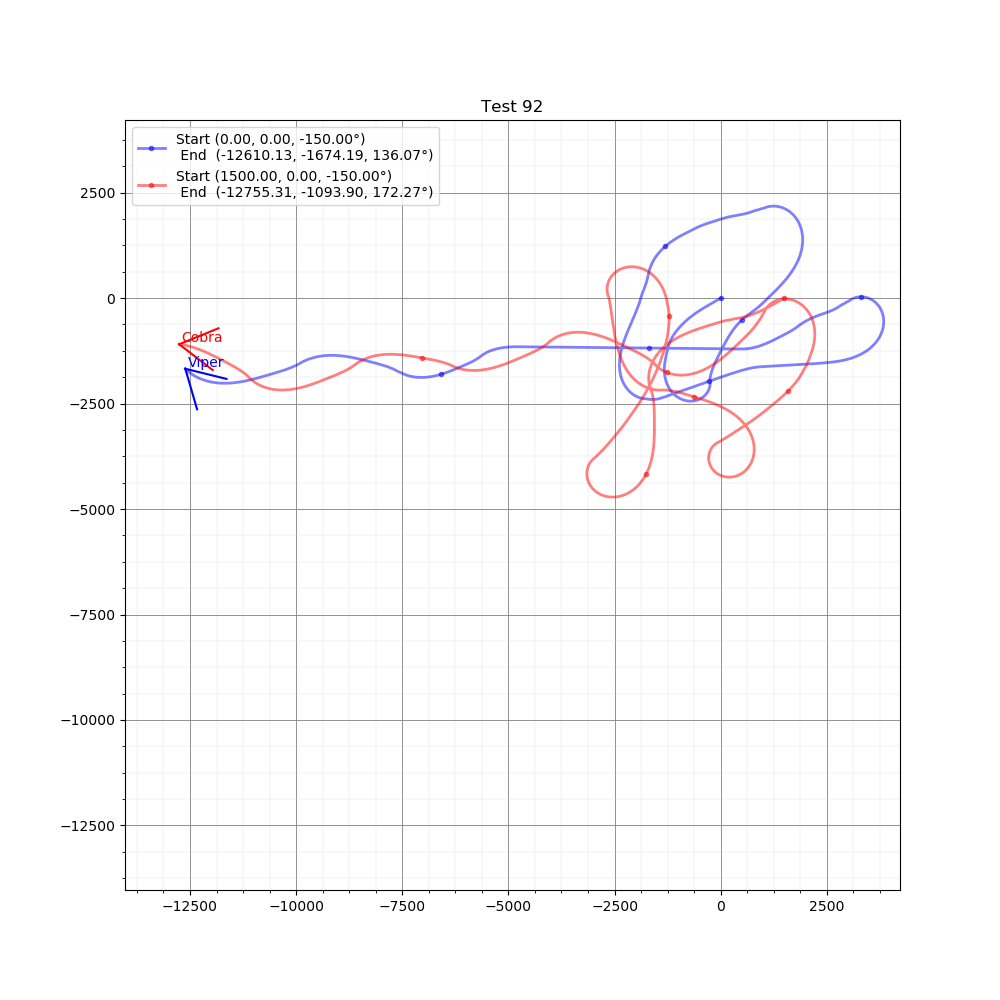 Test 92
Start (0.00, 0.00, -150.00°)
End (-12610.13, -1674.19, 136.07°)
Start (1500.00, 0.00, -150.00°)
End (-12755.31, -1093.90, 172.27°)
2500
0
−2500
−5000
−7500
−10000
−12500
Cobra
Viper
−12500 −10000 −7500 −5000 −2500 0 2500